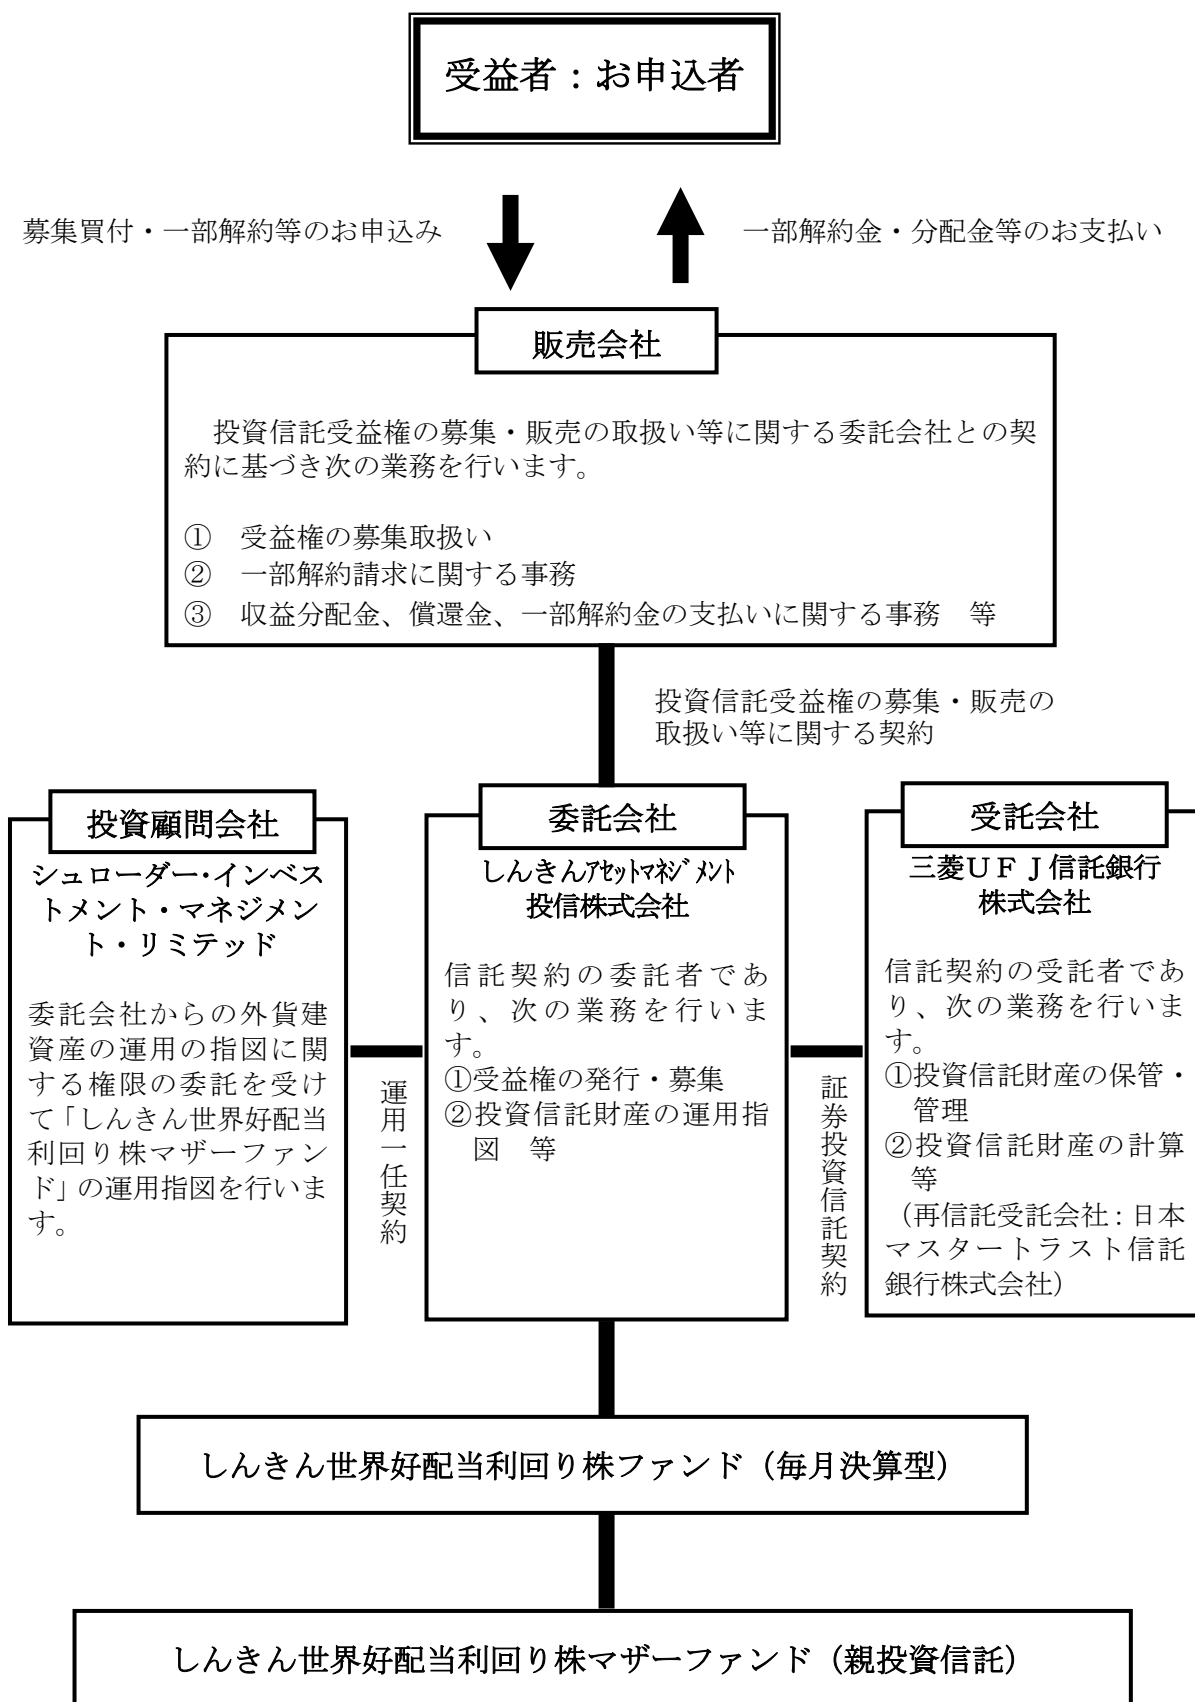 受益者：お申込者
募集買付・一部解約等のお申込み
一部解約金・分配金等のお支払い
販売会社
投資信託受益権の募集・販売の取扱い等に関する委託会社との契
約に基づき次の業務を行います。
①　受益権の募集取扱い
②　一部解約請求に関する事務
③　収益分配金、償還金、一部解約金の支払いに関する事務　等
投資信託受益権の募集・販売の
取扱い等に関する契約
投資顧問会社
シュローダー・インベス
トメント・マネジメン
ト・リミテッド
委託会社からの外貨建
資産の運用の指図に関
する権限の委託を受け
て「しんきん世界好配当
利回り株マザーファン
ド」の運用指図を行いま
す。
運用一任契約
委託会社
しんきんｱｾｯﾄﾏﾈｼﾞﾒﾝﾄ
投信株式会社
信託契約の委託者であ
り、次の業務を行いま
す。
①受益権の発行・募集
②投資信託財産の運用指
図　等
証券投資信託契約
受託会社
三菱ＵＦＪ信託銀行
株式会社
信託契約の受託者であ
り、次の業務を行いま
す。
①投資信託財産の保管・
管理
②投資信託財産の計算
等
（再信託受託会社：日本
マスタートラスト信託
銀行株式会社）
しんきん世界好配当利回り株ファンド（毎月決算型）
しんきん世界好配当利回り株マザーファンド（親投資信託）